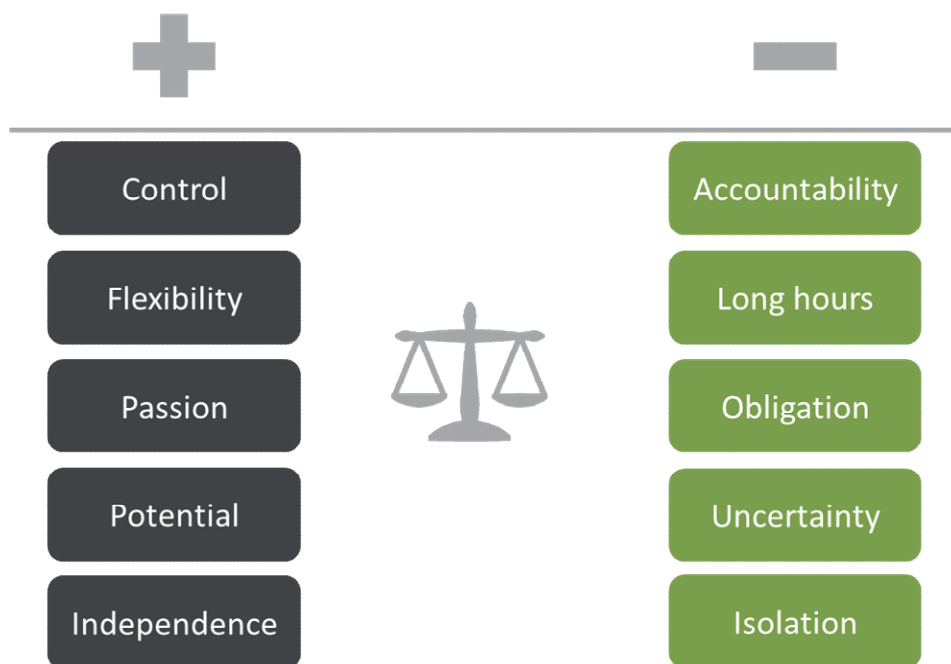 Control
Accountability
Flexibility
Long hours
Passion
Obligation
Potential
Uncertainty
Independence
Isolation